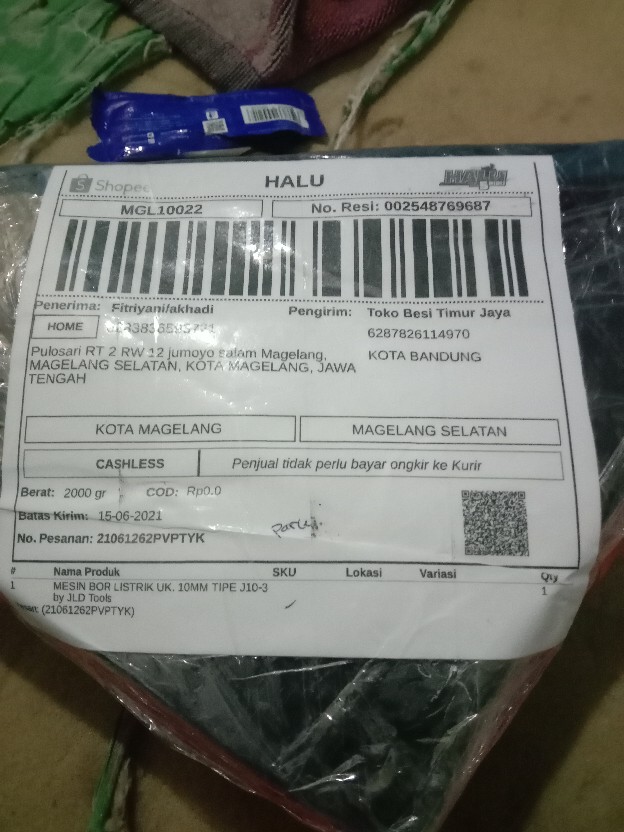 Shopee HALU HALU
MGL10022 No. Resi: 002548769687
Penerima: Fitriyani/akhadi Pengirim: Toko Besi Timur Jaya
HOME 6287826114970
Pulosari RT 2 RW 12 jumoyo salam Magelang, KOTA BANDUNG
MAGELANG SELATAN, KOTA MAGELANG, JAWA
TENGAH
KOTA MAGELANG MAGELANG SELATAN
CASHLESS Penjual tidak perlu bayar ongkir ke Kurir
Berat: 2000 gr COD: Rp0.0
Batas Kirim: 15-06-2021
No. Pesanan: 21061262PVPTYK
# Nama Produk SKU Lokasi Variasi Qty
1 MESIN BOR LISTRIK UK. 10MM TIPE J10-3 1
by JLD Tools
(21061262PVPTYK)